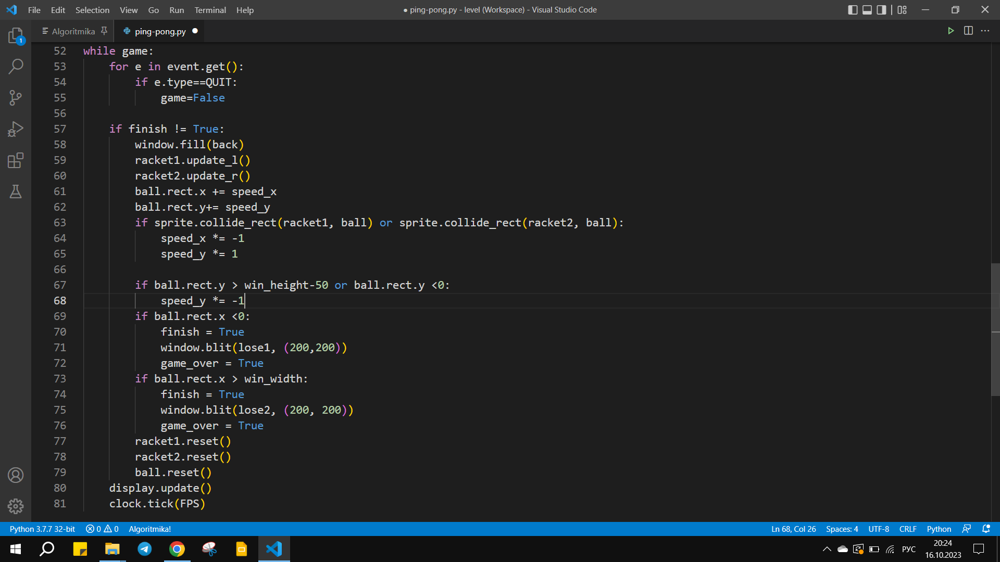 File Edit Selection View Go Run Terminal Help
● ping-pong.py - level (Workspace) - Visual Studio Code
Algoritmika
ping-pong.py
1
52 while game:
53 for e in event.get():
54 if e.type==QUIT:
55 game=False
56
57 if finish != True:
58 window.fill(back)
59 racket1.update_l()
60 racket2.update_r()
61 ball.rect.x += speed_x
62 ball.rect.y+= speed_y
63 if sprite.collide_rect(racket1, ball) or sprite.collide_rect(racket2, ball):
64 speed_x *= -1
65 speed_y *= 1
66
67 if ball.rect.y > win_height-50 or ball.rect.y <0:
68 speed_y *= -1
69 if ball.rect.x <0:
70 finish = True
71 window.blit(lose1, (200,200))
72 game_over = True
73 if ball.rect.x > win_width:
74 finish = True
75 window.blit(lose2, (200, 200))
76 game_over = True
77 racket1.reset()
78 racket2.reset()
79 ball.reset()
80 display.update()
81 clock.tick(FPS)
Python 3.7.7 32-bit 0 0 Algoritmika!
Ln 68, Col 26 Spaces: 4 UTF-8 CRLF Python
РУС
20:24
16.10.2023